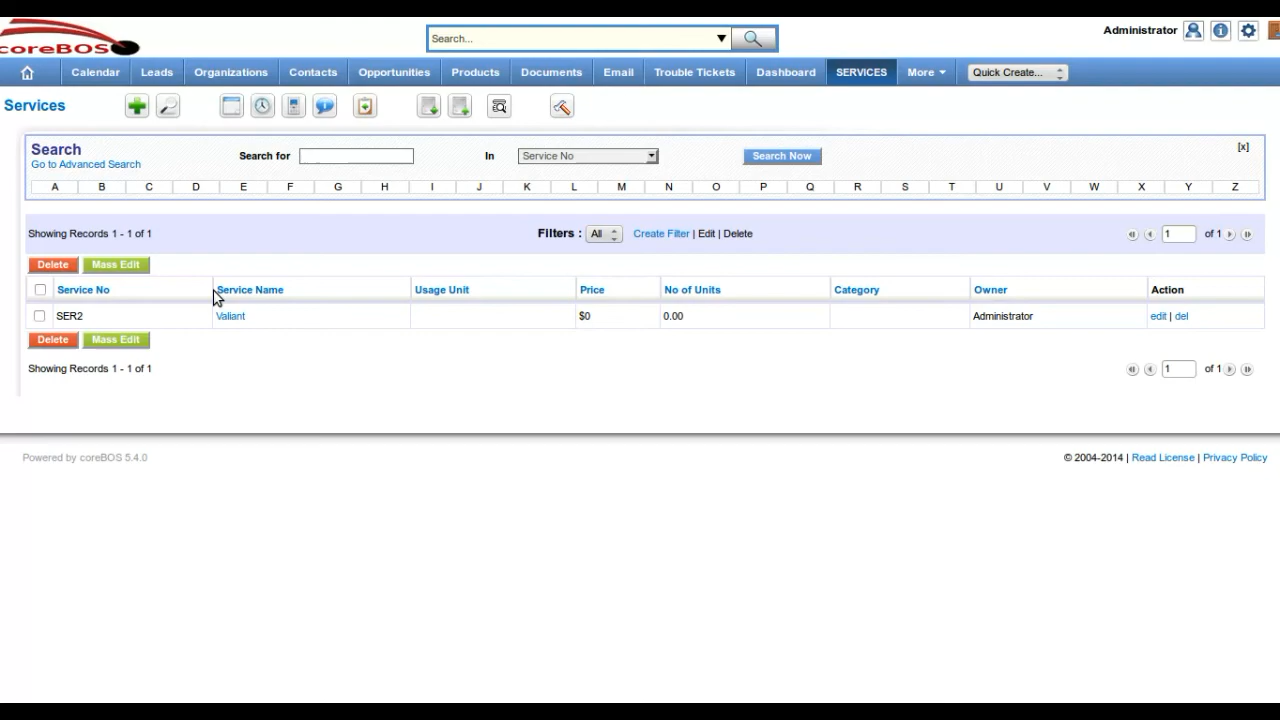 coreBOS
Search...
Administrator
Calendar Leads Organizations Contacts Opportunities Products Documents Email Trouble Tickets Dashboard SERVICES More Quick Create...
Services
Search
Go to Advanced Search
Search for In Service No Search Now [x]
A B C D E F G H I J K L M N O P Q R S T U V W X Y Z
Showing Records 1 - 1 of 1 Filters : All Create Filter | Edit | Delete 1 of 1
Delete Mass Edit
Service No Service Name Usage Unit Price No of Units Category Owner Action
SER2 Valiant $0 0.00 Administrator edit | del
Delete Mass Edit
Showing Records 1 - 1 of 1 1 of 1
Powered by coreBOS 5.4.0 © 2004-2014 | Read License | Privacy Policy